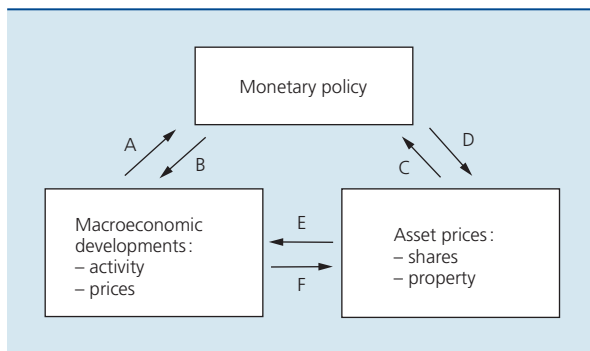 Monetary policy
A
B
D
C
Macroeconomic
developments:
– activity
– prices
E
F
Asset prices:
– shares
– property